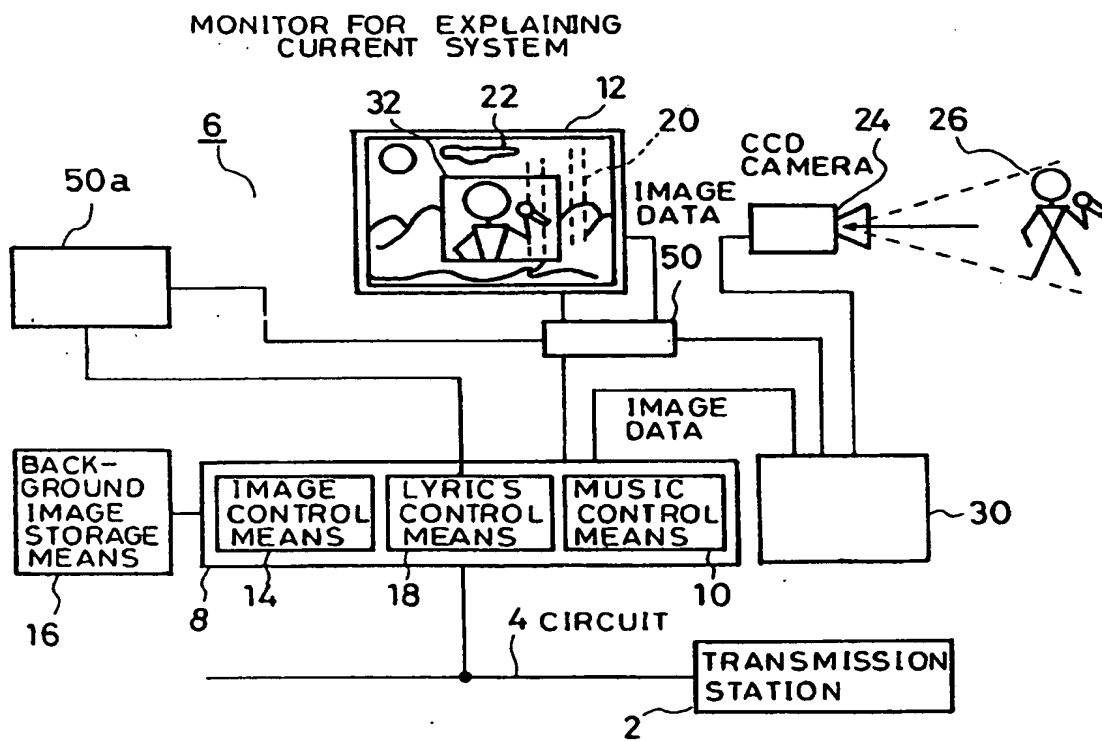 MONITOR FOR EXPLAINING
CURRENT SYSTEM
6
32
22
12
20
24
26
50a
CCD
CAMERA
IMAGE
DATA
50
IMAGE
DATA
BACK-
GROUND
IMAGE
STORAGE
MEANS
IMAGE
CONTROL
MEANS
LYRICS
CONTROL
MEANS
MUSIC
CONTROL
MEANS
30
16
8
14
18
10
4 CIRCUIT
TRANSMISSION
STATION
2